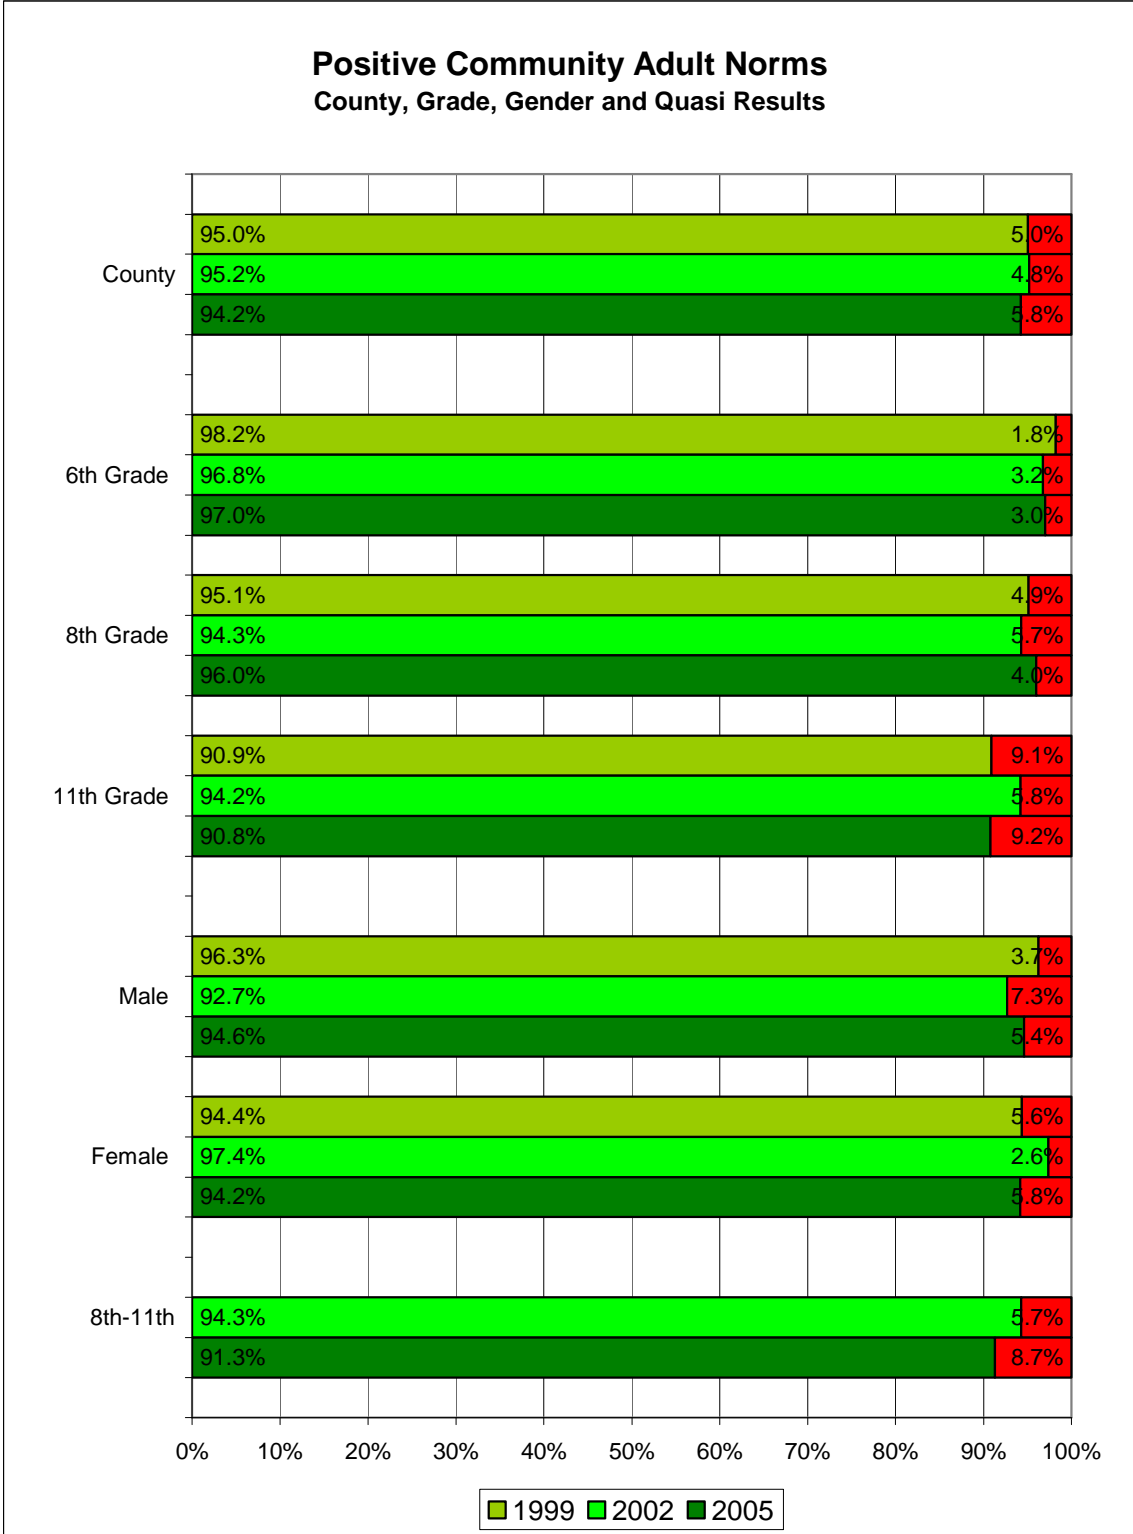 Positive Community Adult Norms
County, Grade, Gender and Quasi Results
95.0% 5.0%
County 95.2% 4.8%
94.2% 5.8%
98.2% 1.8%
6th Grade 96.8% 3.2%
97.0% 3.0%
95.1% 4.9%
8th Grade 94.3% 5.7%
96.0% 4.0%
90.9% 9.1%
11th Grade 94.2% 5.8%
90.8% 9.2%
96.3% 3.7%
Male 92.7% 7.3%
94.6% 5.4%
94.4% 5.6%
Female 97.4% 2.6%
94.2% 5.8%
8th-11th 94.3% 5.7%
91.3% 8.7%
0% 10% 20% 30% 40% 50% 60% 70% 80% 90% 100%
1999 2002 2005